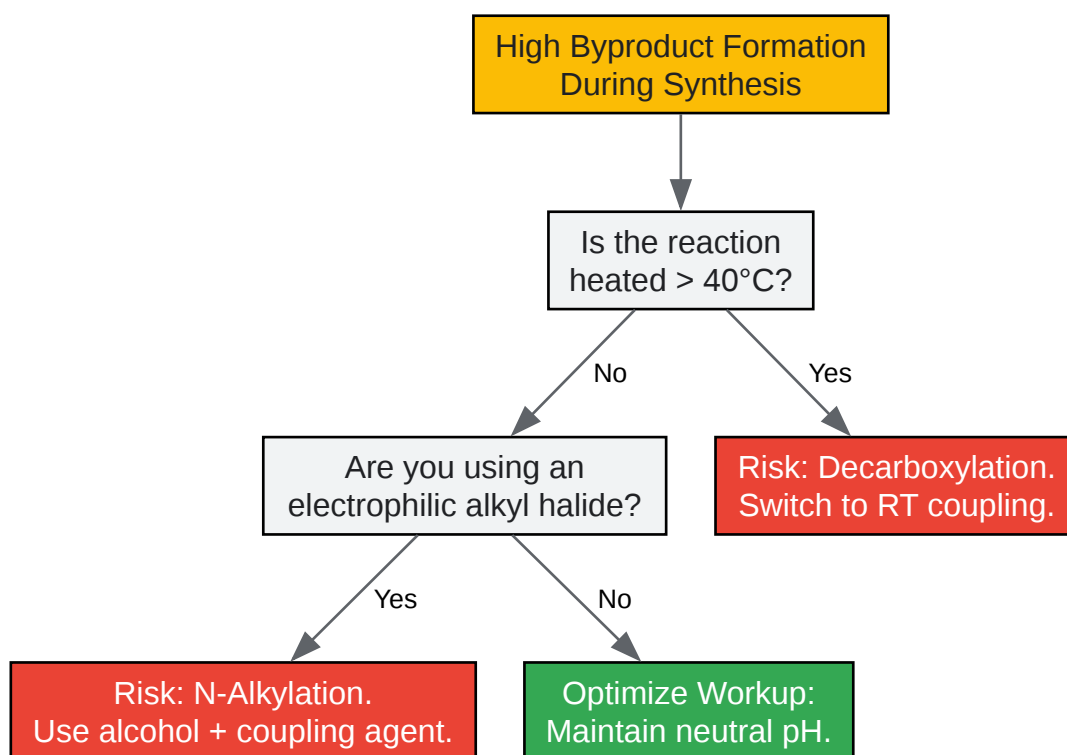 High Byproduct Formation
During Synthesis
Is the reaction
heated > 40°C?
No
Yes
Are you using an
electrophilic alkyl halide?
Risk: Decarboxylation.
Switch to RT coupling.
Yes
No
Risk: N-Alkylation.
Use alcohol + coupling agent.
Optimize Workup:
Maintain neutral pH.